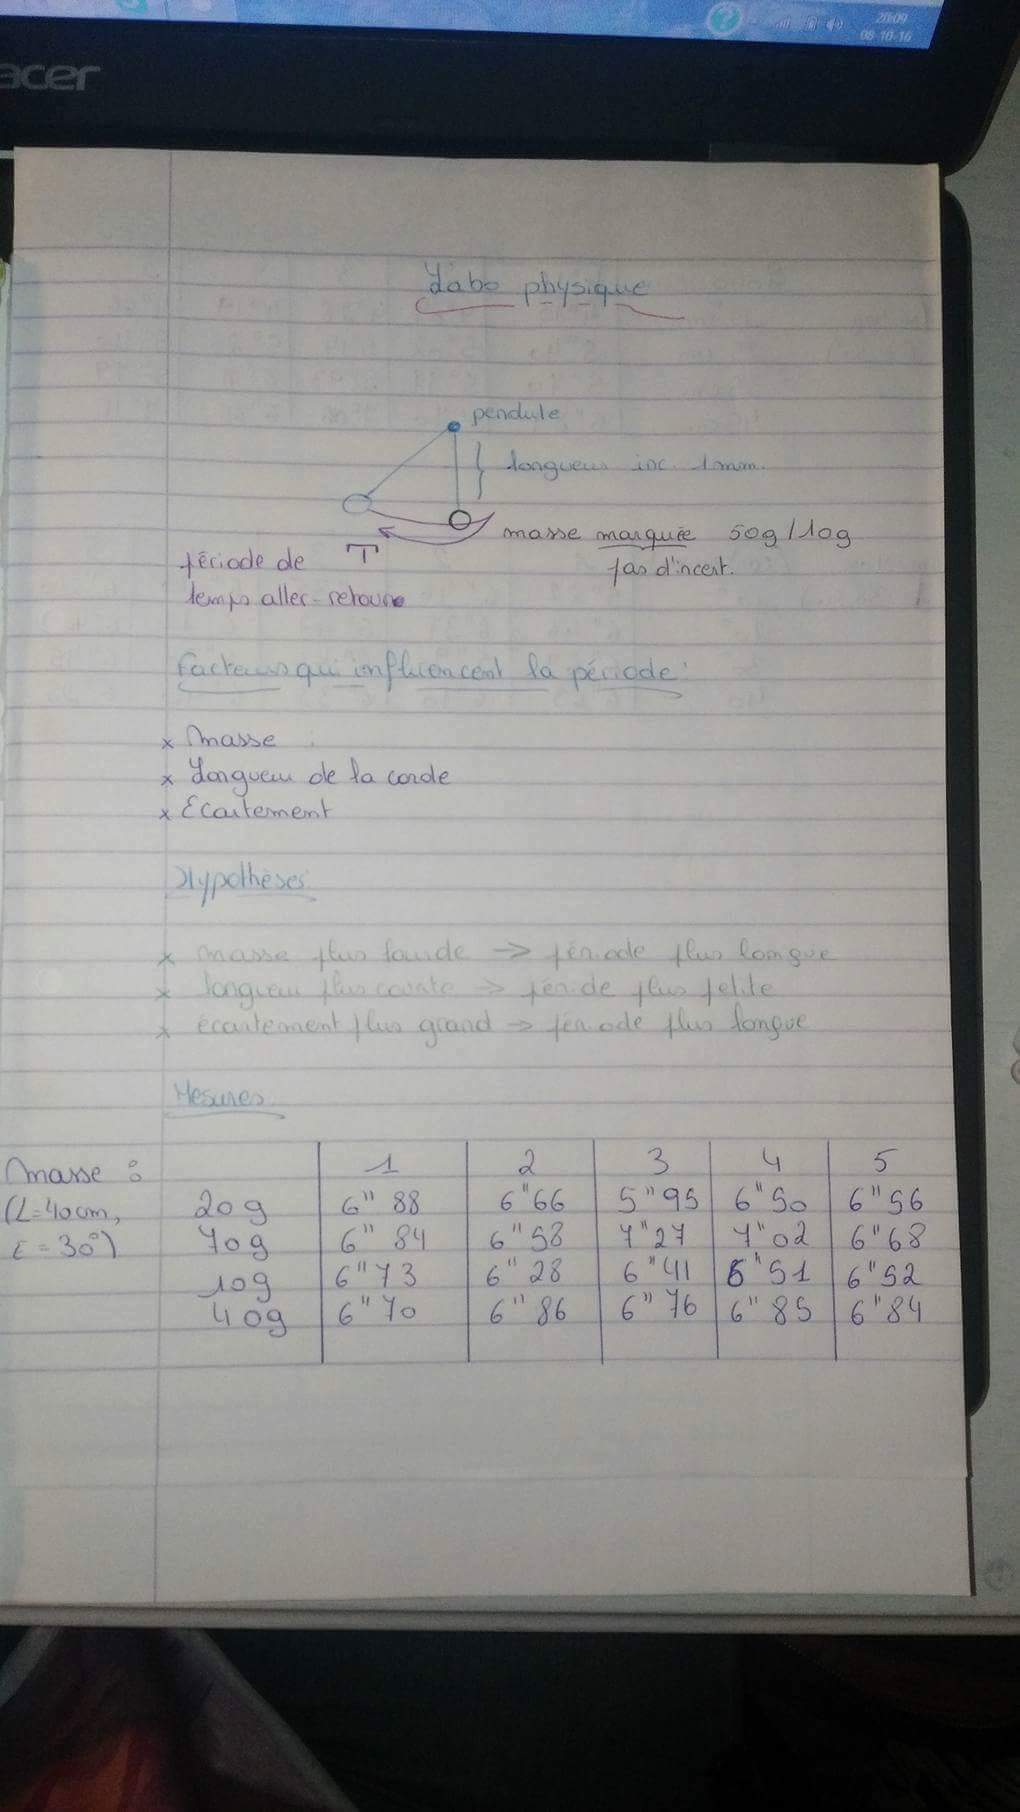 20:09
08-10-16
acer
Labo physique
pendule
longueur inc. 1mm.
masse marquée 50g/10g
pas d'incert.
T
période de
temps aller-retour
Facteurs qui influencent la période:
x Masse
x Longueur de la corde
x Ecartement
Hypothèses
x masse plus lourde → période plus longue
x longueur plus courte → péride plus petite
x écartement plus grand → période plus longue
Mesures
Masse : 1 2 3 4 5
(L=40cm, 20g 6"88 6"66 5"95 6"50 6"56
E=30°) 70g 6"84 6"58 7"27 7"02 6"68
10g 6"73 6"28 6"41 6"51 6"52
40g 6"70 6"86 6"76 6"85 6"84